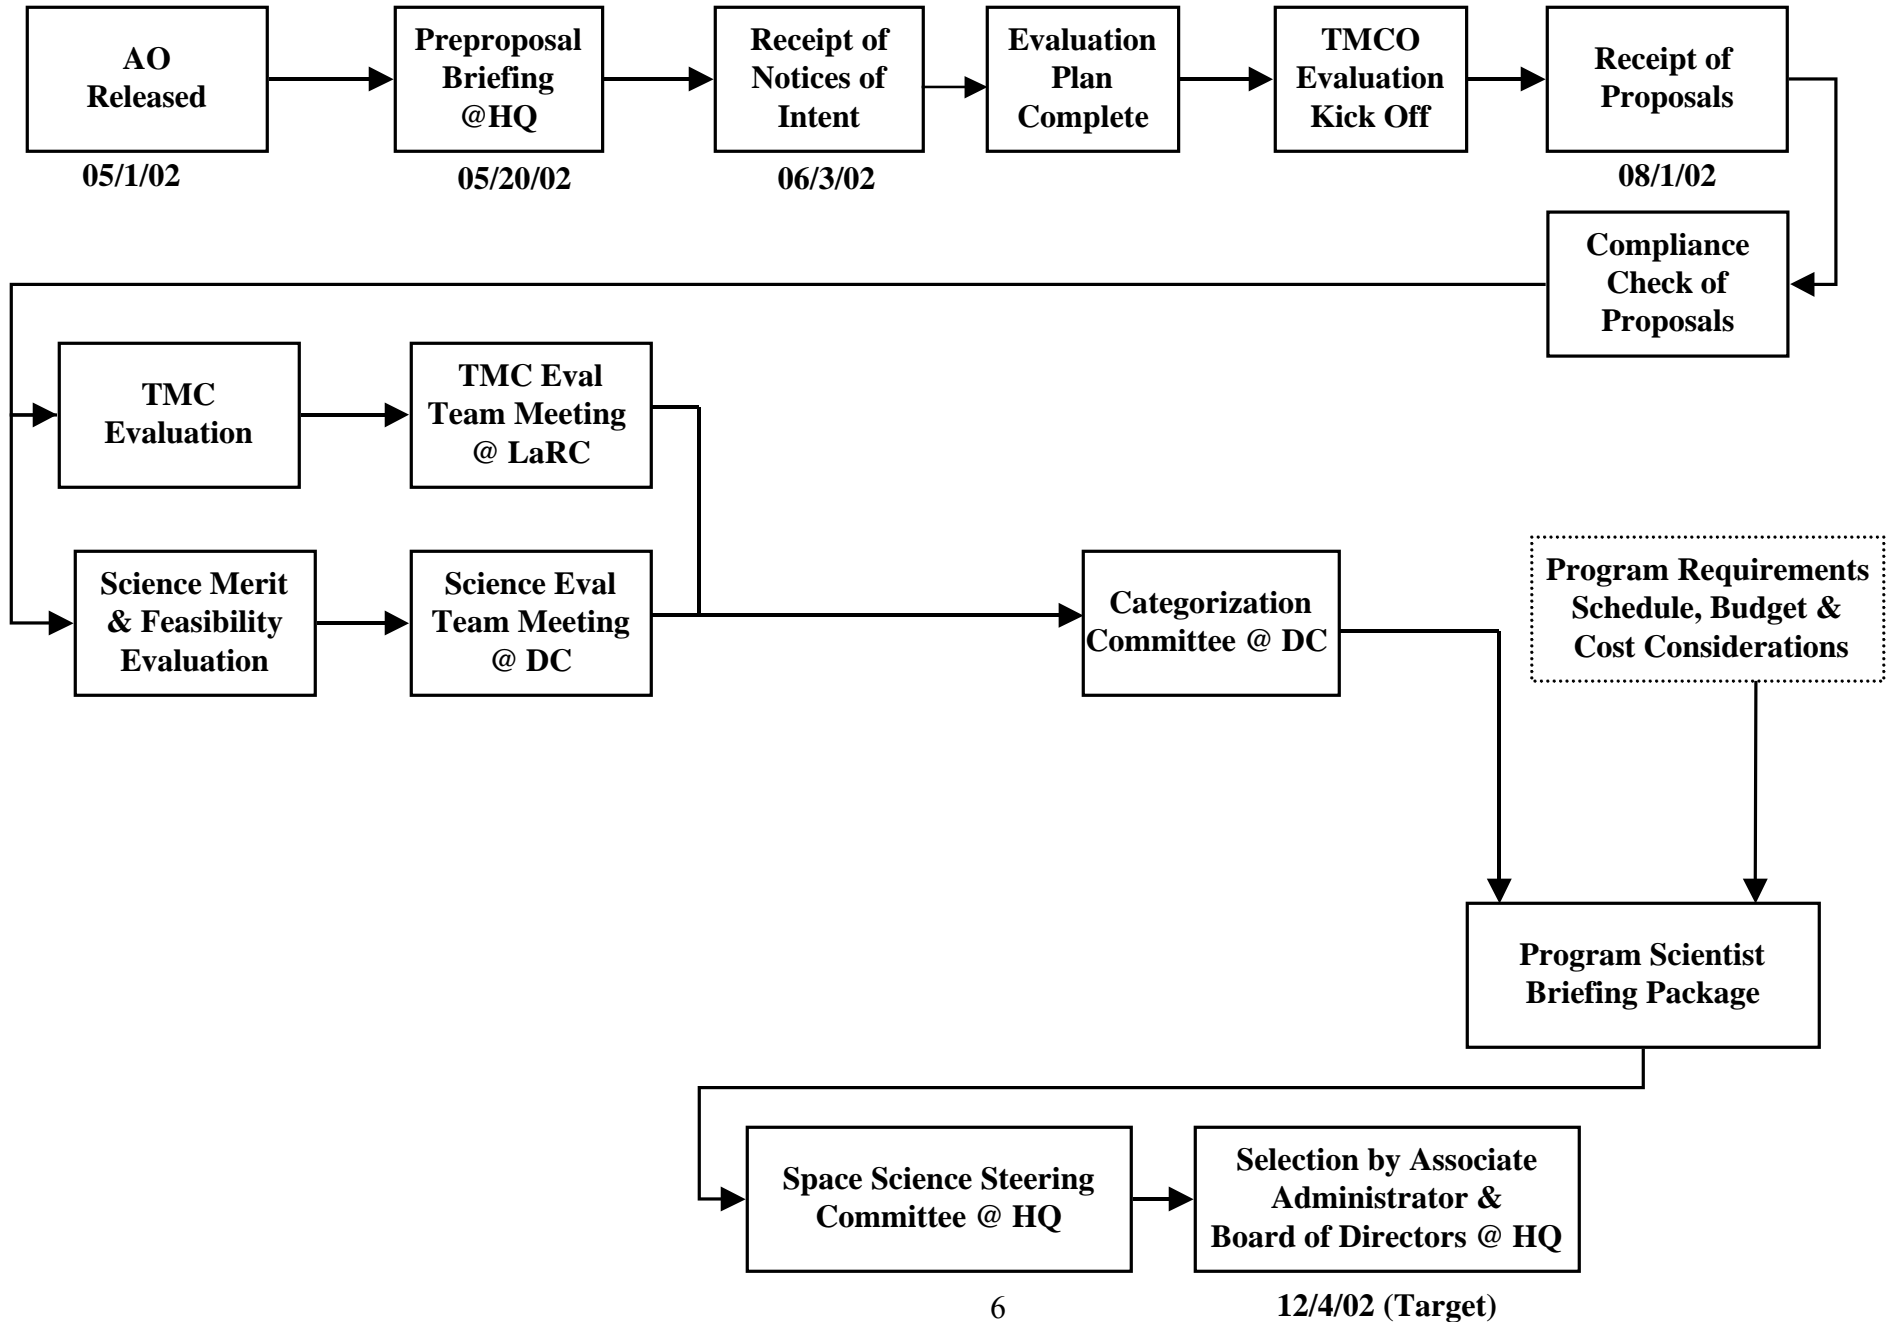 AO
Released
05/1/02
Preproposal
Briefing
@HQ
05/20/02
Receipt of
Notices of
Intent
06/3/02
Evaluation
Plan
Complete
TMCO
Evaluation
Kick Off
Receipt of
Proposals
08/1/02
Compliance
Check of
Proposals
TMC
Evaluation
TMC Eval
Team Meeting
@ LaRC
Science Merit
& Feasibility
Evaluation
Science Eval
Team Meeting
@ DC
Categorization
Committee @ DC
Program Requirements
Schedule, Budget &
Cost Considerations
Program Scientist
Briefing Package
Space Science Steering
Committee @ HQ
Selection by Associate
Administrator &
Board of Directors @ HQ
12/4/02 (Target)
6